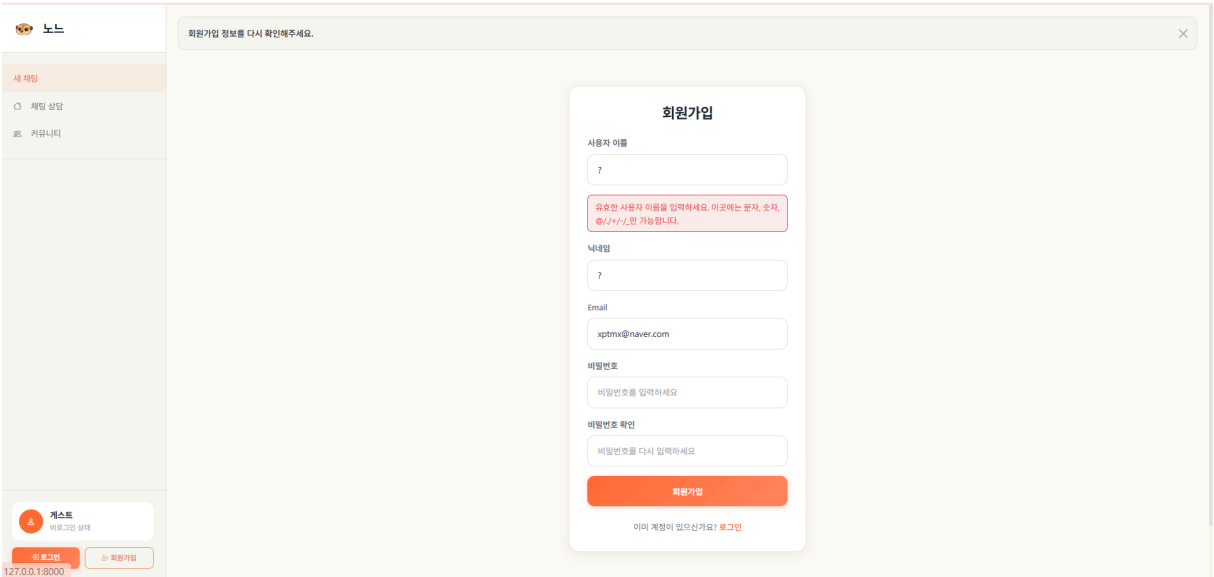 노느
회원가입 정보를 다시 확인해주세요.
새 채팅
채팅 상담
커뮤니티
회원가입
사용자 이름
?
유효한 사용자 이름을 입력하세요. 이곳에는 문자, 숫자,
@/./+/-/_만 가능합니다.
닉네임
?
Email
xptmx@naver.com
비밀번호
비밀번호를 입력하세요
비밀번호 확인
비밀번호를 다시 입력하세요
회원가입
이미 계정이 있으신가요? 로그인
게스트
비로그인 상태
로그인
회원가입
127.0.0.1:8000